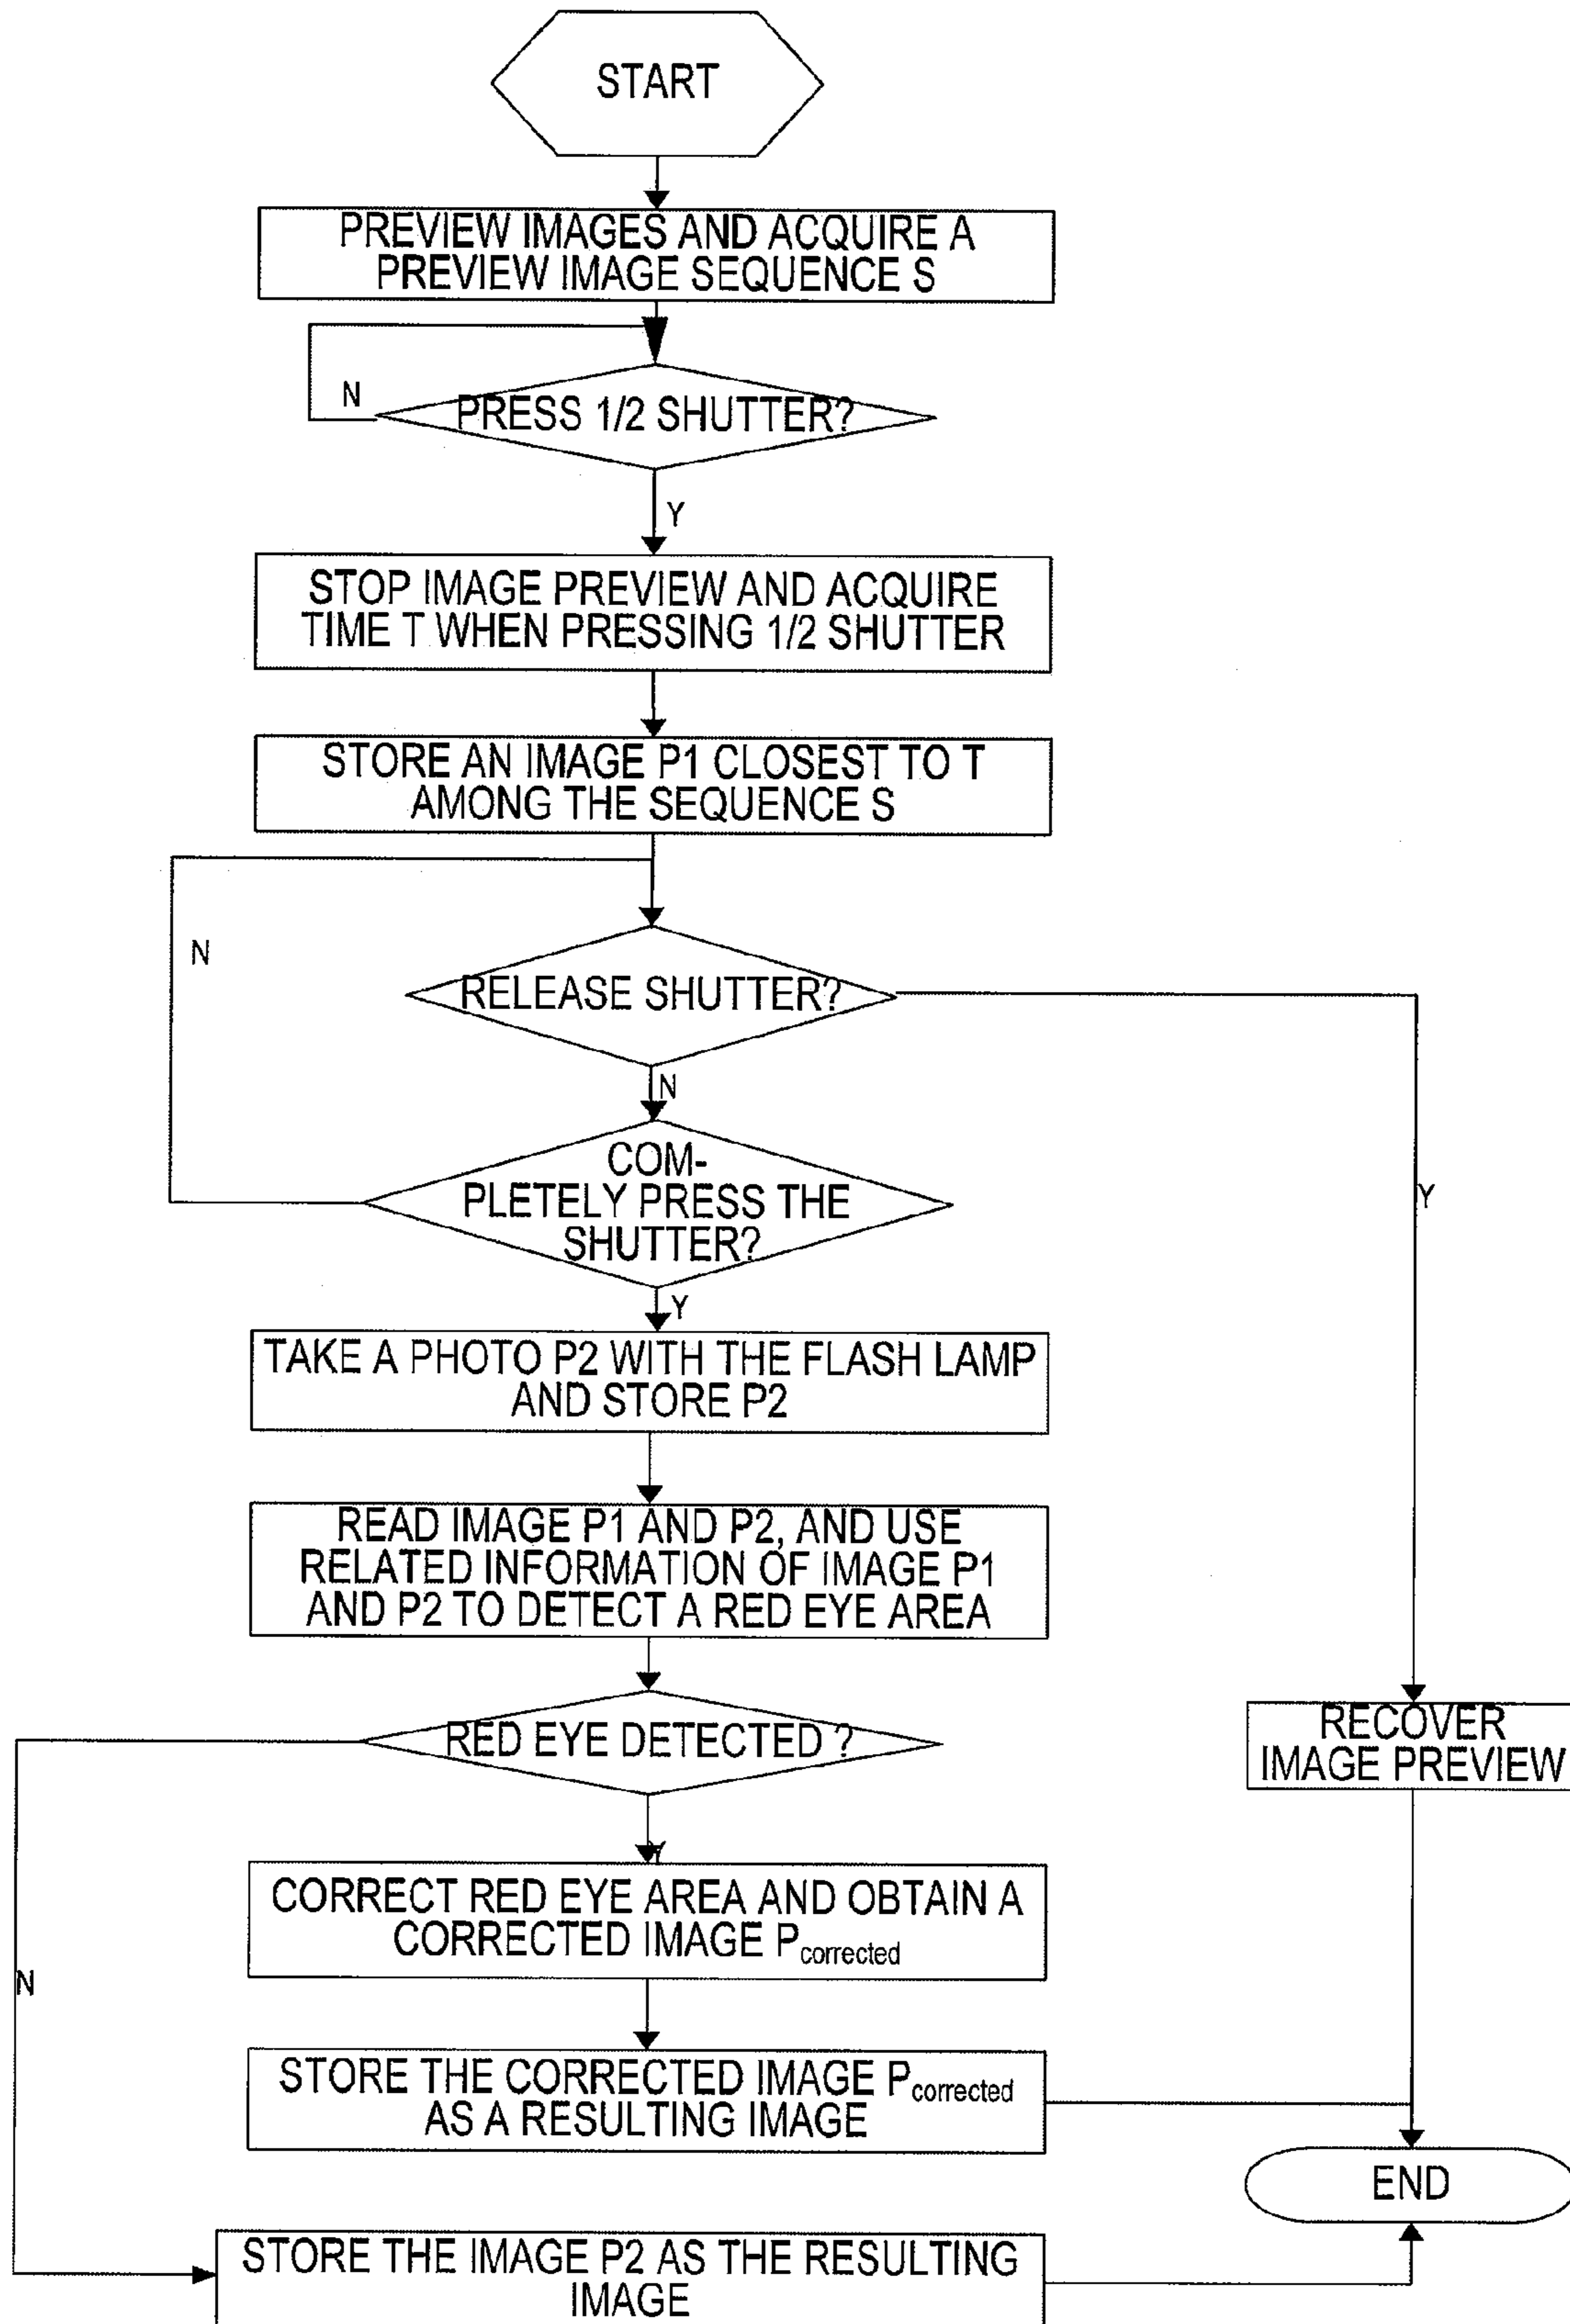 START
PREVIEW IMAGES AND ACQUIRE A
PREVIEW IMAGE SEQUENCE S
N
PRESS 1/2 SHUTTER?
Y
STOP IMAGE PREVIEW AND ACQUIRE
TIME T WHEN PRESSING 1/2 SHUTTER
STORE AN IMAGE P1 CLOSEST TO T
AMONG THE SEQUENCE S
N
RELEASE SHUTTER?
N
COM-
PLETELY PRESS THE
SHUTTER?
Y
Y
TAKE A PHOTO P2 WITH THE FLASH LAMP
AND STORE P2
READ IMAGE P1 AND P2, AND USE
RELATED INFORMATION OF IMAGE P1
AND P2 TO DETECT A RED EYE AREA
RED EYE DETECTED ?
RECOVER
IMAGE PREVIEW
Y
CORRECT RED EYE AREA AND OBTAIN A
CORRECTED IMAGE Pcorrected
N
STORE THE CORRECTED IMAGE Pcorrected
AS A RESULTING IMAGE
END
STORE THE IMAGE P2 AS THE RESULTING
IMAGE